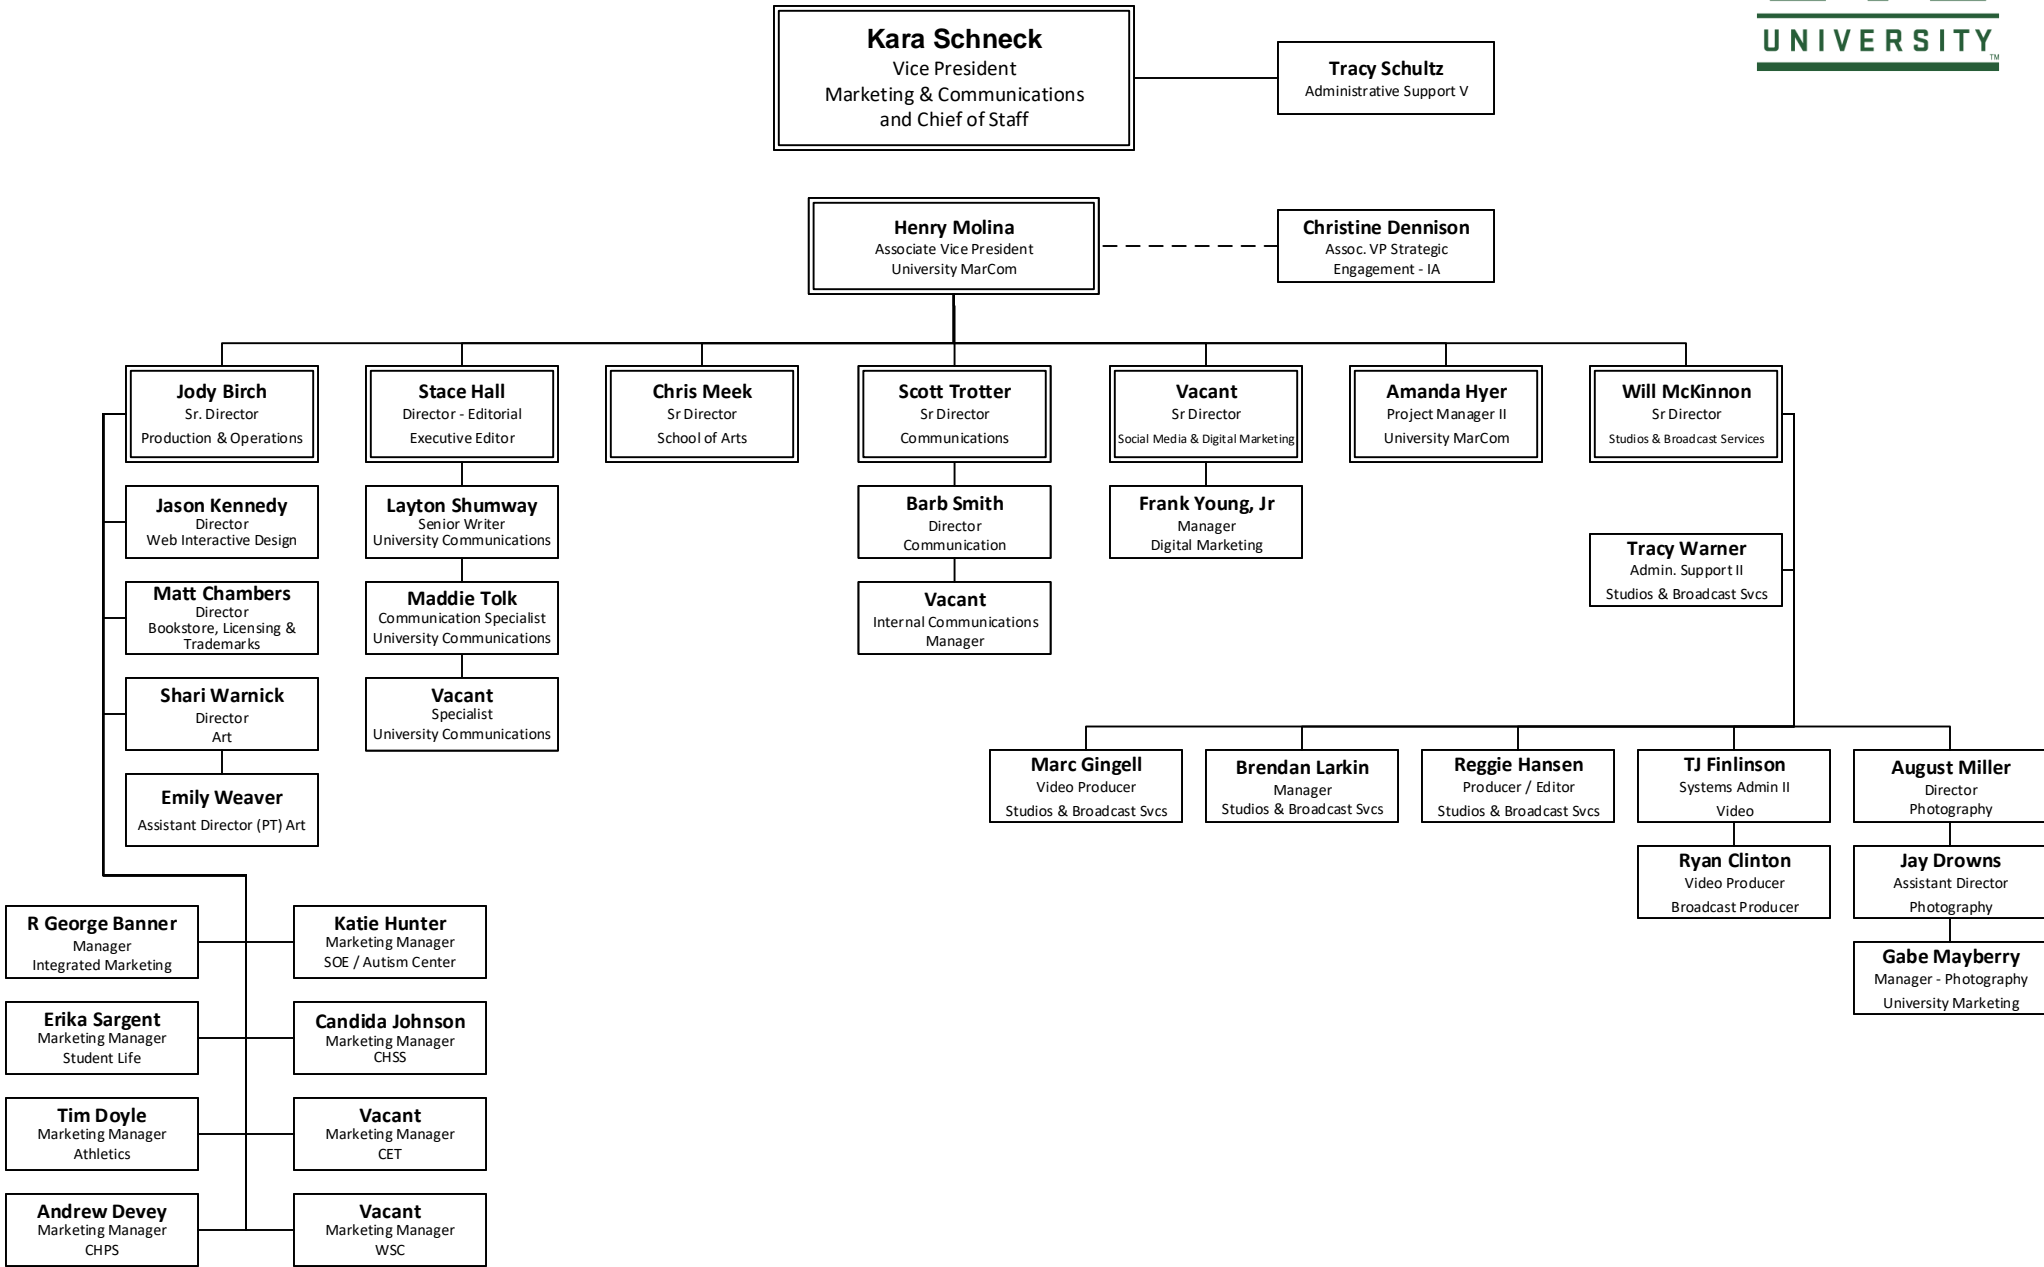 Kara Schneck
Vice President
Marketing & Communications
and Chief of Staff
Tracy Schultz
Administrative Support V
UNIVERSITY
TM
Henry Molina
Associate Vice President
University MarCom
Christine Dennison
Assoc. VP Strategic
Engagement - IA
Jody Birch
Sr. Director
Production & Operations
Stace Hall
Director - Editorial
Executive Editor
Chris Meek
Sr Director
School of Arts
Scott Trotter
Sr Director
Communications
Vacant
Sr Director
Social Media & Digital Marketing
Amanda Hyer
Project Manager II
University MarCom
Will McKinnon
Sr Director
Studios & Broadcast Services
Jason Kennedy
Director
Web Interactive Design
Layton Shumway
Senior Writer
University Communications
Barb Smith
Director
Communication
Frank Young, Jr
Manager
Digital Marketing
Tracy Warner
Admin. Support II
Studios & Broadcast Svcs
Matt Chambers
Director
Bookstore, Licensing &
Trademarks
Maddie Tolk
Communication Specialist
University Communications
Vacant
Internal Communications
Manager
Shari Warnick
Director
Art
Vacant
Specialist
University Communications
Emily Weaver
Assistant Director (PT) Art
Marc Gingell
Video Producer
Studios & Broadcast Svcs
Brendan Larkin
Manager
Studios & Broadcast Svcs
Reggie Hansen
Producer / Editor
Studios & Broadcast Svcs
TJ Finlinson
Systems Admin II
Video
August Miller
Director
Photography
Ryan Clinton
Video Producer
Broadcast Producer
Jay Drowns
Assistant Director
Photography
Gabe Mayberry
Manager - Photography
University Marketing
R George Banner
Manager
Integrated Marketing
Katie Hunter
Marketing Manager
SOE / Autism Center
Erika Sargent
Marketing Manager
Student Life
Candida Johnson
Marketing Manager
CHSS
Tim Doyle
Marketing Manager
Athletics
Vacant
Marketing Manager
CET
Andrew Devey
Marketing Manager
CHPS
Vacant
Marketing Manager
WSC